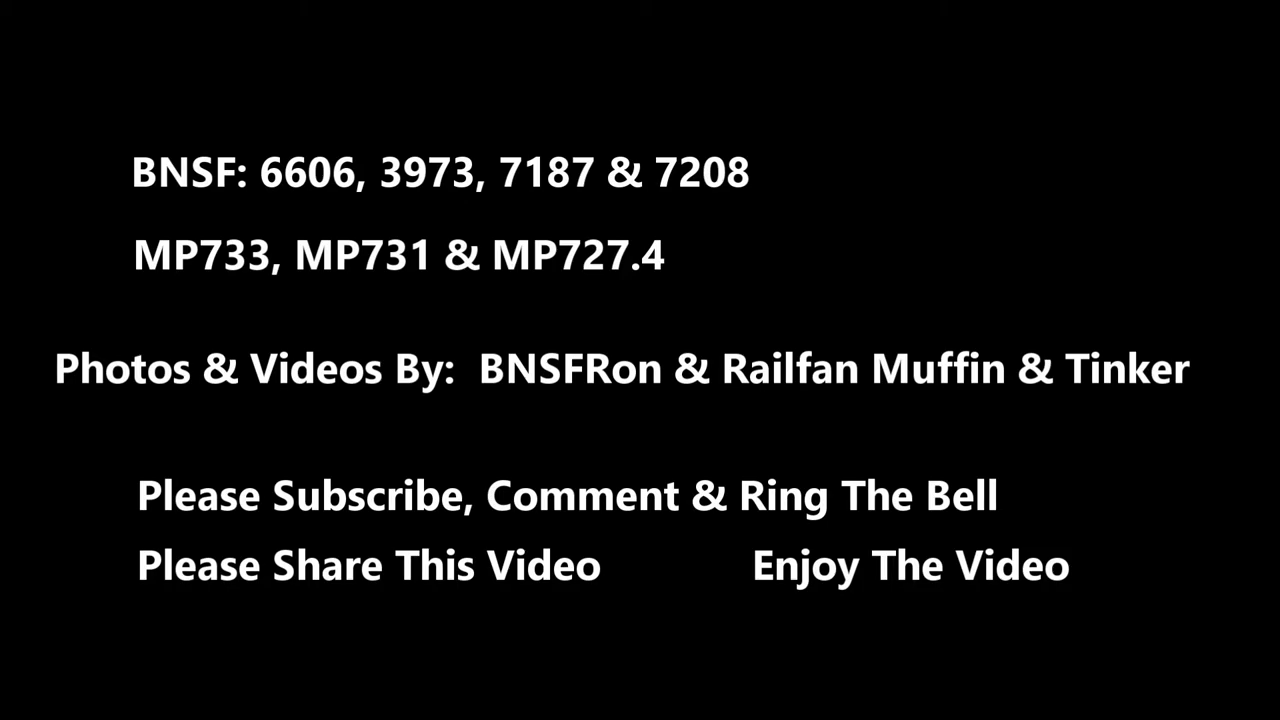 BNSF: 6606, 3973, 7187 & 7208
MP733, MP731 & MP727.4
Photos & Videos By:  BNSFRon & Railfan Muffin & Tinker
Please Subscribe, Comment & Ring The Bell
Please Share This Video Enjoy The Video